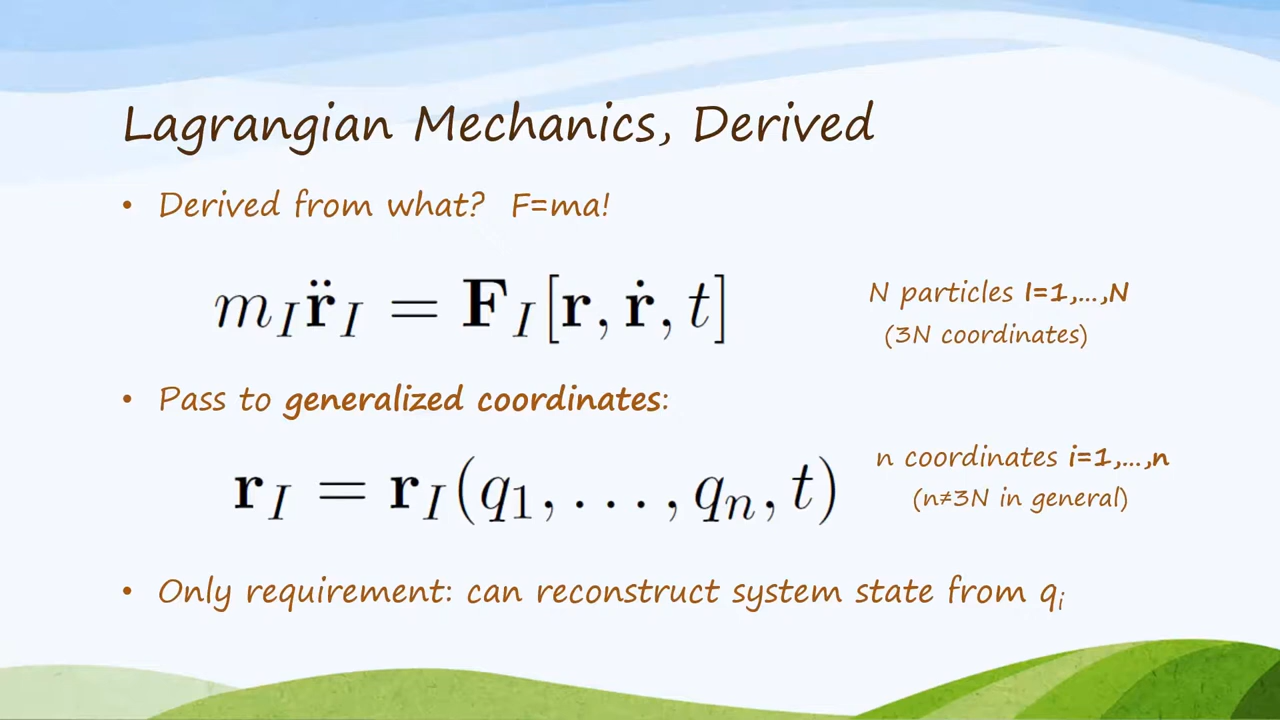 Lagrangian Mechanics, Derived
• Derived from what? F=ma!
m_I r̈_I = F_I[r, ṙ, t]
N particles I=1,...,N
(3N coordinates)
• Pass to generalized coordinates:
r_I = r_I(q_1, . . . , q_n, t)
n coordinates i=1,...,n
(n≠3N in general)
• Only requirement: can reconstruct system state from q_i